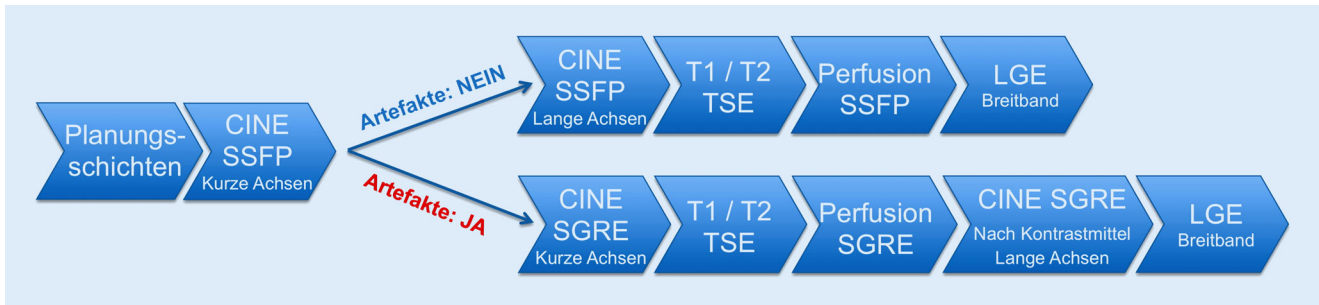 Planungs-
schichten
CINE
SSFP
Kurze Achsen
Artefakte: NEIN
CINE
SSFP
Lange Achsen
T1 / T2
TSE
Perfusion
SSFP
LGE
Breitband
Artefakte: JA
CINE
SGRE
Kurze Achsen
T1 / T2
TSE
Perfusion
SGRE
CINE SGRE
Nach Kontrastmittel
Lange Achsen
LGE
Breitband